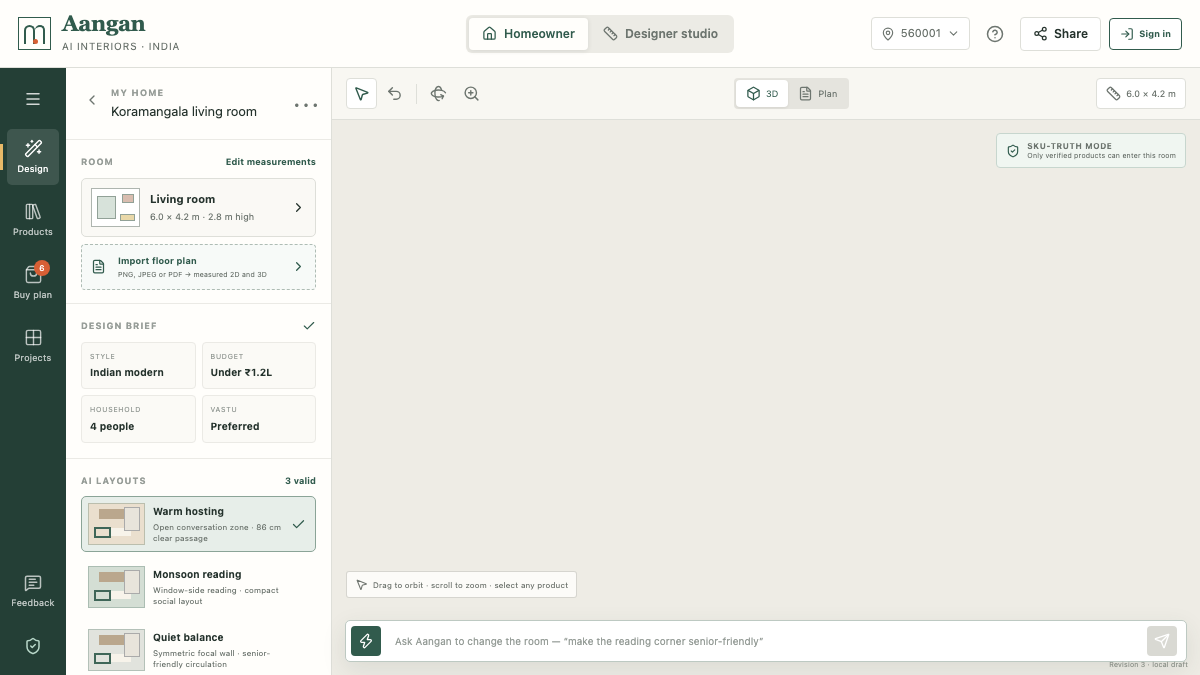 Aangan
AI INTERIORS · INDIA
Homeowner
Designer studio
560001
Share
Sign in
MY HOME
Koramangala living room
3D
Plan
6.0 × 4.2 m
SKU-TRUTH MODE
Only verified products can enter this room
Design
Products
6
Buy plan
Projects
Feedback
ROOM
Edit measurements
Living room
6.0 × 4.2 m · 2.8 m high
Import floor plan
PNG, JPEG or PDF → measured 2D and 3D
DESIGN BRIEF
STYLE
Indian modern
BUDGET
Under ₹1.2L
HOUSEHOLD
4 people
VASTU
Preferred
AI LAYOUTS
3 valid
Warm hosting
Open conversation zone · 86 cm
clear passage
Monsoon reading
Window-side reading · compact
social layout
Quiet balance
Symmetric focal wall · senior-
friendly circulation
Drag to orbit · scroll to zoom · select any product
Ask Aangan to change the room — “make the reading corner senior-friendly”
Revision 3 · local draft